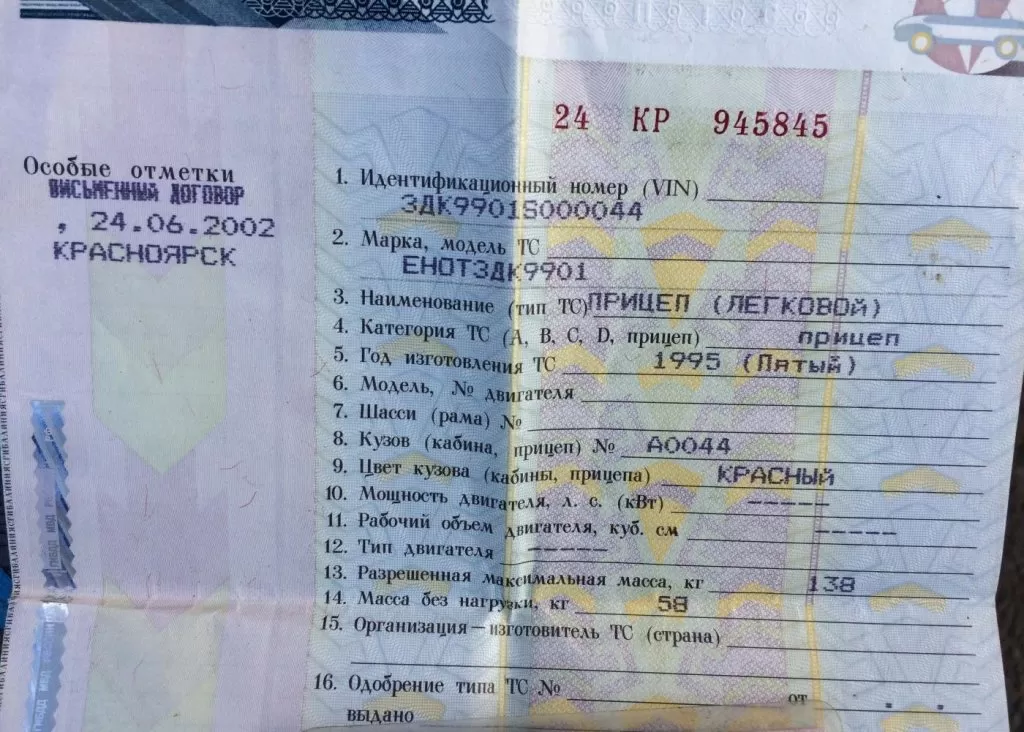 24 КР 945845
Особые отметки
ПИСЬМЕННЫЙ ДОГОВОР
, 24.06.2002
КРАСНОЯРСК
1. Идентификационный номер (VIN)
ЗДК9901S000044
2. Марка, модель ТС
ЕНОТЗДК9901
3. Наименование (тип ТС) ПРИЦЕП (ЛЕГКОВОЙ)
4. Категория ТС (A, B, C, D, прицеп) прицеп
5. Год изготовления ТС 1995 (Пятый)
6. Модель, № двигателя
7. Шасси (рама) №
8. Кузов (кабина, прицеп) № А0044
9. Цвет кузова (кабины, прицепа) КРАСНЫЙ
10. Мощность двигателя, л. с. (кВт) -----
11. Рабочий объем двигателя, куб. см -----
12. Тип двигателя -----
13. Разрешенная максимальная масса, кг 138
14. Масса без нагрузки, кг 58
15. Организация—изготовитель ТС (страна)
16. Одобрение типа ТС № от . .
выдано